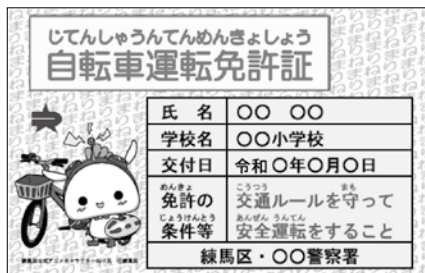 じてんしゃうんてんめんきょしょう
自転車運転免許証
氏 名 〇〇 〇〇
学校名 〇〇小学校
交付日 令和〇年〇月〇日
めんきょ こうつう まも
免許の 交通ルールを守って
じょうけんとう あんぜん うんてん
条件等 安全運転をすること
練馬区・〇〇警察署